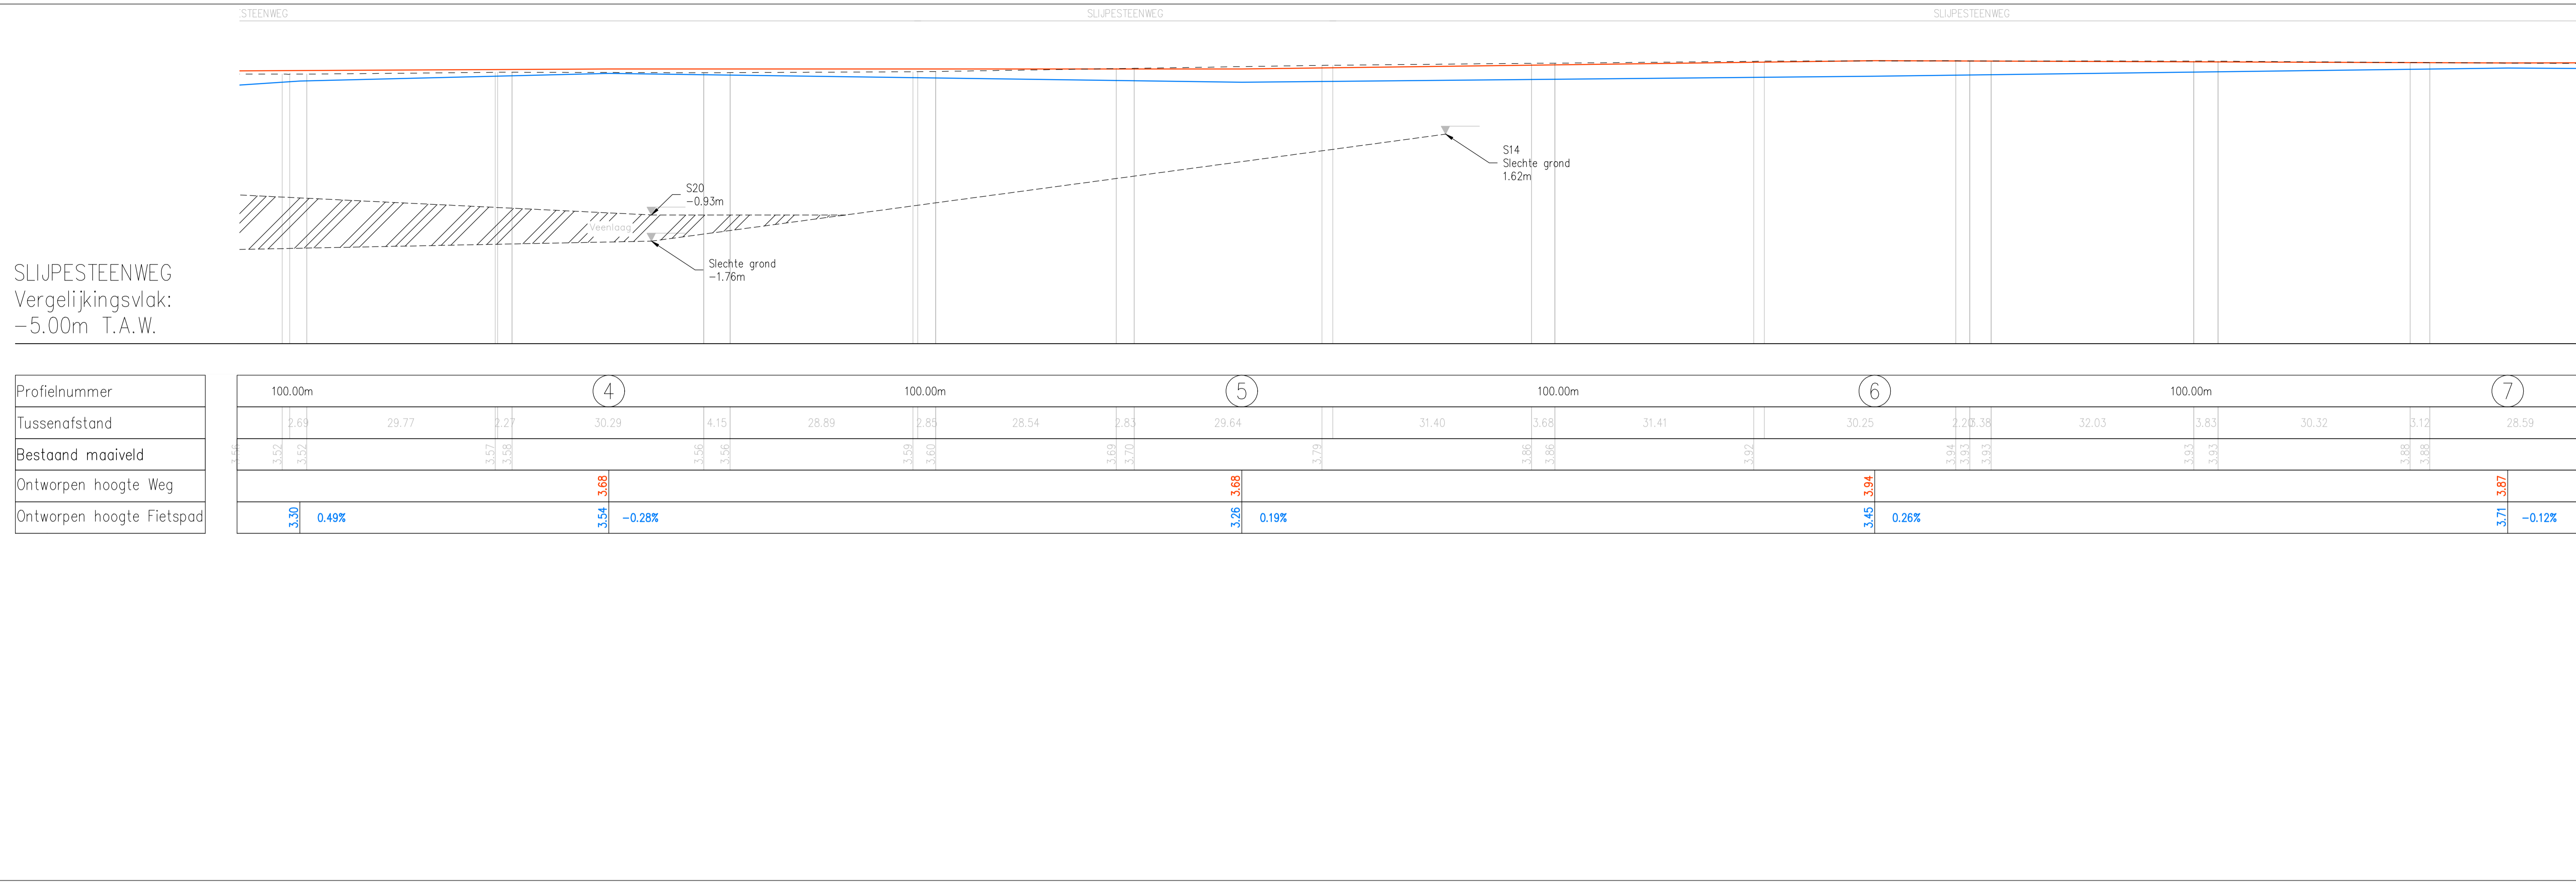 STEENWEG SLIJPESTEENWEG SLIJPESTEENWEG
S14
Slechte grond
1.62m
S20
-0.93m
Veenlaag
Slechte grond
-1.76m
SLIJPESTEENWEG
Vergelijkingsvlak:
-5.00m T.A.W.
Profielnummer 100.00m 4 100.00m 5 100.00m 6 100.00m 7
Tussenafstand 2.69 29.77 2.27 30.29 4.15 28.89 2.85 28.54 2.83 29.64 31.40 3.68 31.41 30.25 2.20 3.38 32.03 3.83 30.32 3.12 28.59
Bestaand maaiveld 3.56 3.52 3.52 3.57 3.58 3.56 3.56 3.59 3.60 3.69 3.70 3.79 3.86 3.86 3.92 3.94 3.93 3.93 3.93 3.93 3.88 3.88
Ontworpen hoogte Weg 3.68 3.68 3.94 3.87
Ontworpen hoogte Fietspad 3.30 0.49% 3.54 -0.28% 3.26 0.19% 3.45 0.26% 3.71 -0.12%